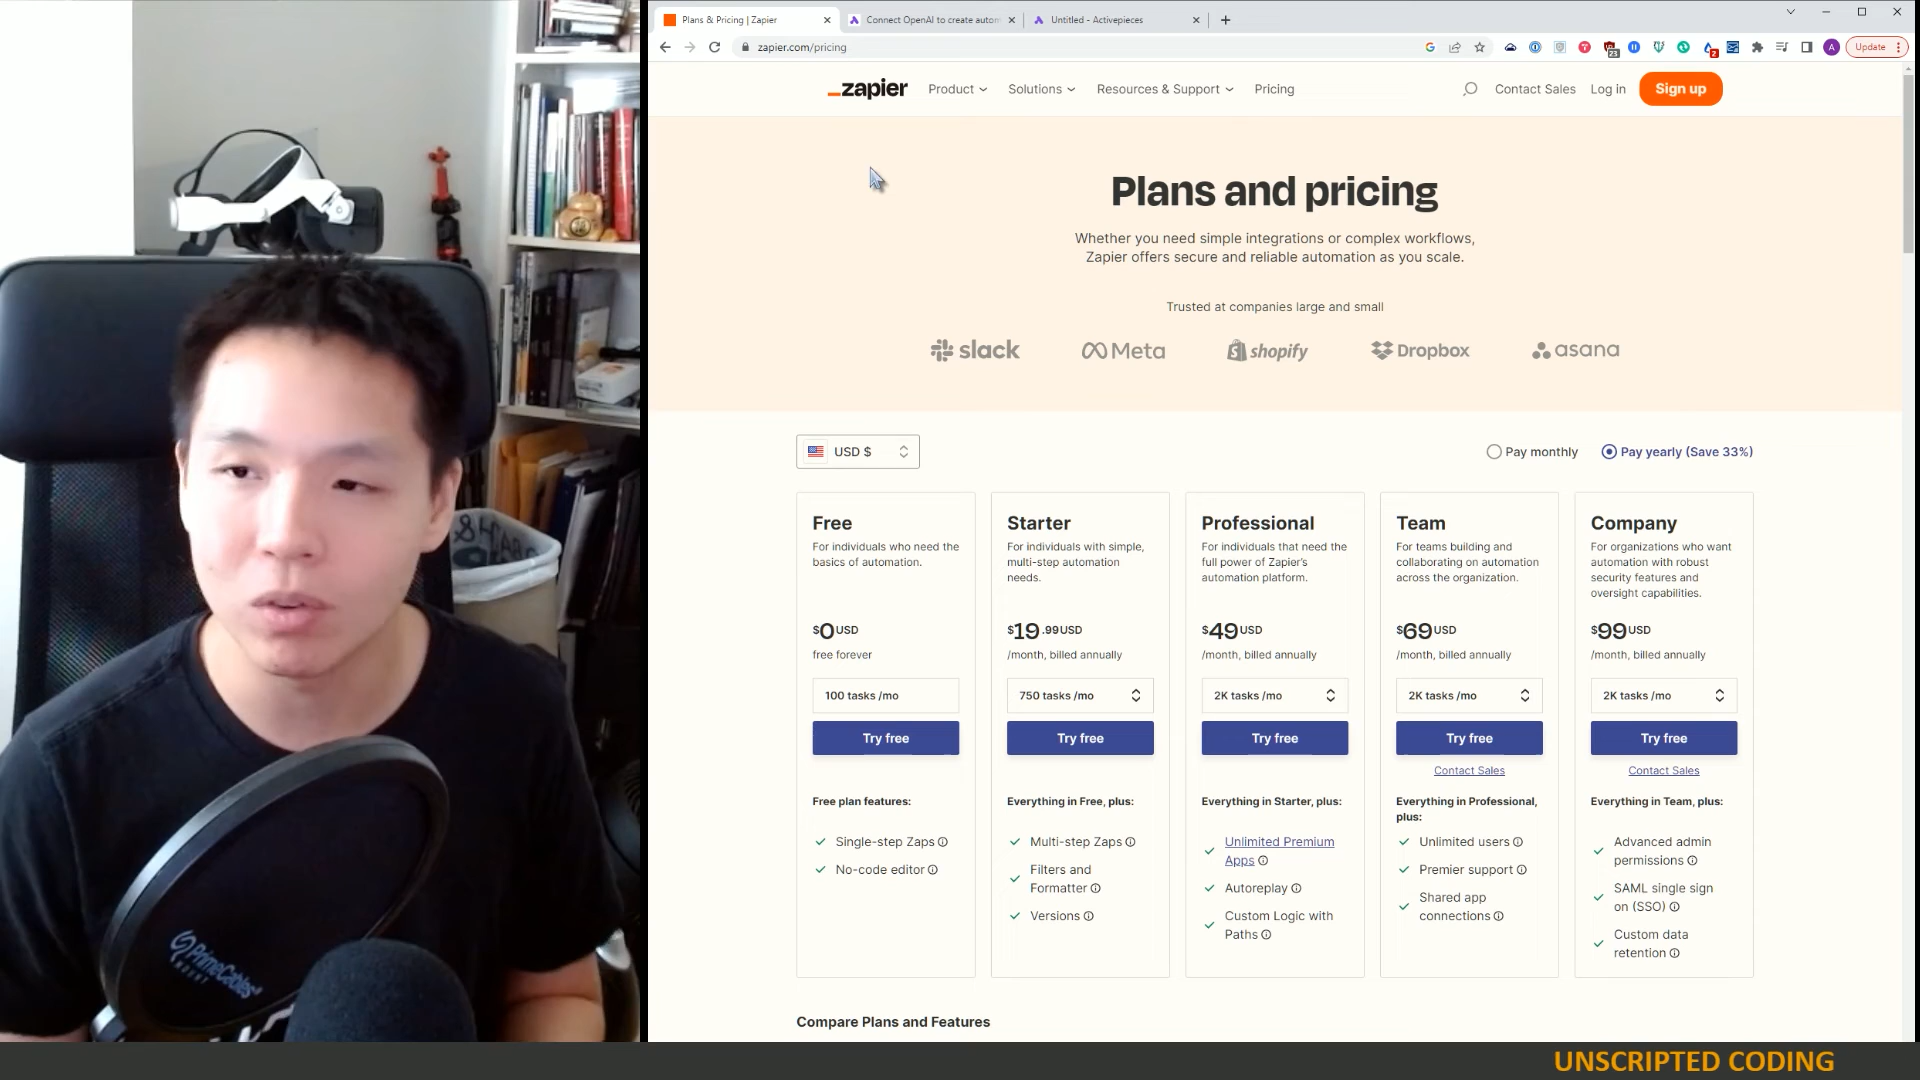 Plans & Pricing | Zapier
Connect OpenAI to create autom
Untitled - Activepieces
zapier.com/pricing
23
2
A
Update
zapier
Product
Solutions
Resources & Support
Pricing
Contact Sales
Log in
Sign up
Plans and pricing
Whether you need simple integrations or complex workflows,
Zapier offers secure and reliable automation as you scale.
Trusted at companies large and small
slack
Meta
shopify
Dropbox
asana
USD $
Pay monthly
Pay yearly (Save 33%)
Free
For individuals who need the
basics of automation.
$0 USD
free forever
100 tasks /mo
Try free
Free plan features:
Single-step Zaps
No-code editor
Starter
For individuals with simple,
multi-step automation
needs.
$19.99 USD
/month, billed annually
750 tasks /mo
Try free
Everything in Free, plus:
Multi-step Zaps
Filters and
Formatter
Versions
Professional
For individuals that need the
full power of Zapier's
automation platform.
$49 USD
/month, billed annually
2K tasks /mo
Try free
Everything in Starter, plus:
Unlimited Premium
Apps
Autoreplay
Custom Logic with
Paths
Team
For teams building and
collaborating on automation
across the organization.
$69 USD
/month, billed annually
2K tasks /mo
Try free
Contact Sales
Everything in Professional,
plus:
Unlimited users
Premier support
Shared app
connections
Company
For organizations who want
automation with robust
security features and
oversight capabilities.
$99 USD
/month, billed annually
2K tasks /mo
Try free
Contact Sales
Everything in Team, plus:
Advanced admin
permissions
SAML single sign
on (SSO)
Custom data
retention
Compare Plans and Features
PrimeCables
UNSCRIPTED CODING